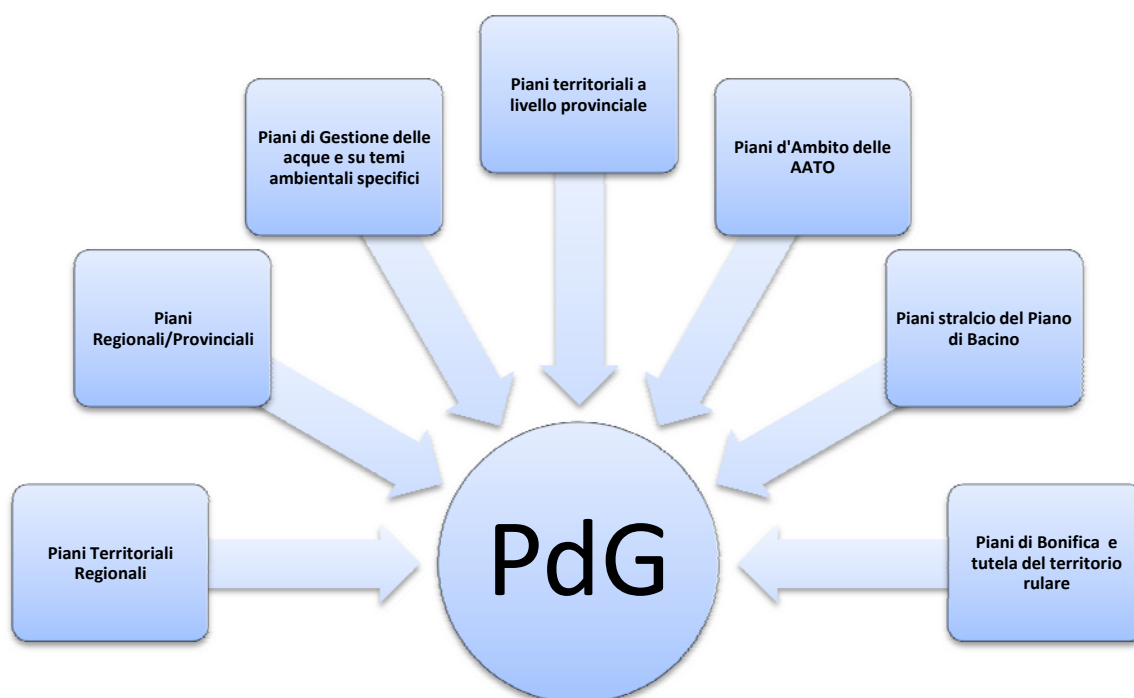 Piani territoriali a
livello provinciale
Piani di Gestione delle
acque e su temi
ambientali specifici
Piani d'Ambito delle
AATO
Piani
Regionali/Provinciali
Piani stralcio del Piano
di Bacino
Piani Territoriali
Regionali
PdG
Piani di Bonifica e
tutela del territorio
rulare